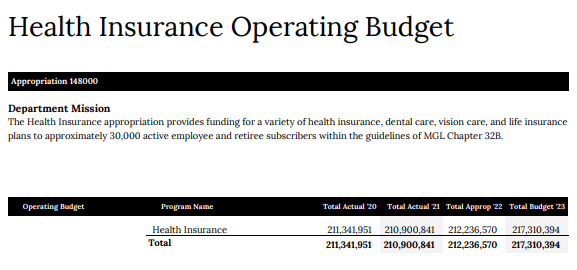 Health Insurance Operating Budget
Appropriation 148000
Department Mission
The Health Insurance appropriation provides funding for a variety of health insurance, dental care, vision care, and life insurance
plans to approximately 30,000 active employee and retiree subscribers within the guidelines of MGL Chapter 32B.
Operating Budget Program Name Total Actual '20 Total Actual '21 Total Approp '22 Total Budget '23
Health Insurance 211,341,951 210,900,841 212,236,570 217,310,394
Total 211,341,951 210,900,841 212,236,570 217,310,394